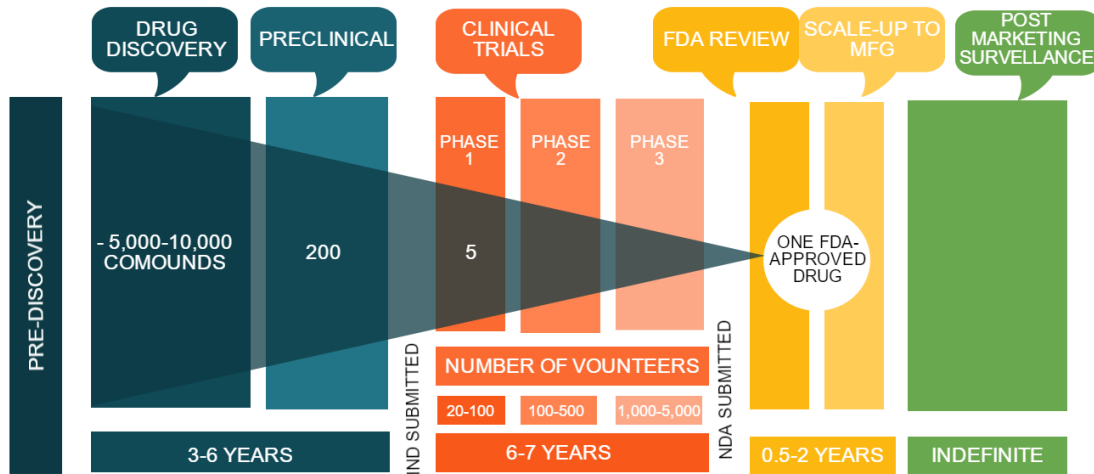 DRUG
DISCOVERY
PRECLINICAL
CLINICAL
TRIALS
FDA REVIEW
SCALE-UP TO
MFG
POST
MARKETING
SURVELLANCE
PRE-DISCOVERY
- 5,000-10,000
COMOUNDS
200
PHASE
1
5
PHASE
2
PHASE
3
ONE FDA-
APPROVED
DRUG
IND SUBMITTED
NUMBER OF VOUNTEERS
20-100
100-500
1,000-5,000
NDA SUBMITTED
3-6 YEARS
6-7 YEARS
0.5-2 YEARS
INDEFINITE